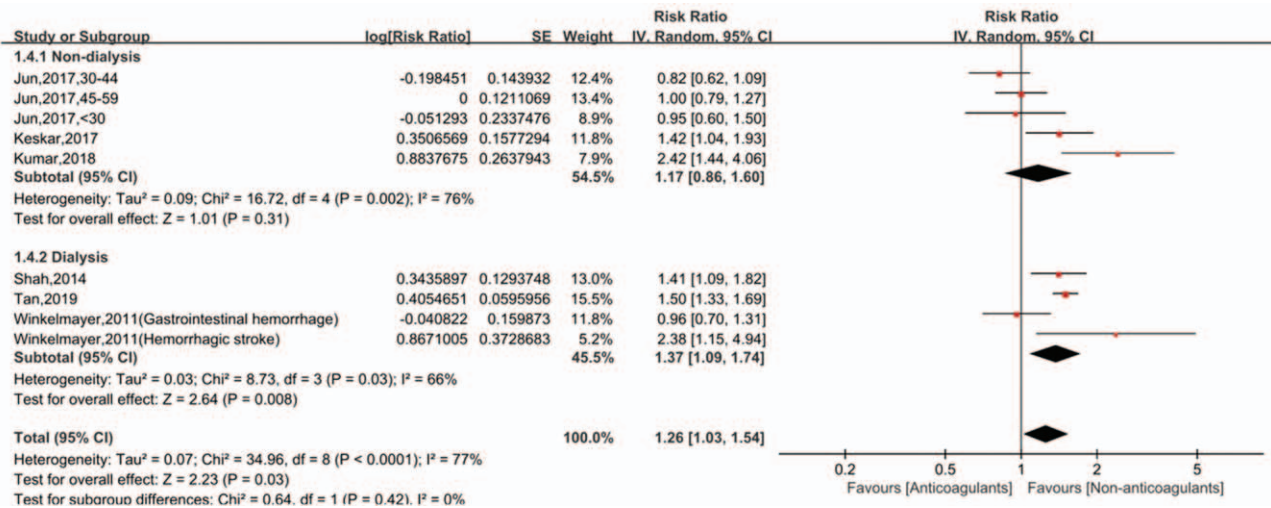 Risk Ratio Risk Ratio
Study or Subgroup log[Risk Ratio] SE Weight IV. Random. 95% CI IV. Random. 95% CI
1.4.1 Non-dialysis
Jun,2017,30-44 -0.198451 0.143932 12.4% 0.82 [0.62, 1.09]
Jun,2017,45-59 0 0.1211069 13.4% 1.00 [0.79, 1.27]
Jun,2017,<30 -0.051293 0.2337476 8.9% 0.95 [0.60, 1.50]
Keskar,2017 0.3506569 0.1577294 11.8% 1.42 [1.04, 1.93]
Kumar,2018 0.8837675 0.2637943 7.9% 2.42 [1.44, 4.06]
Subtotal (95% CI) 54.5% 1.17 [0.86, 1.60]
Heterogeneity: Tau² = 0.09; Chi² = 16.72, df = 4 (P = 0.002); I² = 76%
Test for overall effect: Z = 1.01 (P = 0.31)
1.4.2 Dialysis
Shah,2014 0.3435897 0.1293748 13.0% 1.41 [1.09, 1.82]
Tan,2019 0.4054651 0.0595956 15.5% 1.50 [1.33, 1.69]
Winkelmayer,2011(Gastrointestinal hemorrhage) -0.040822 0.159873 11.8% 0.96 [0.70, 1.31]
Winkelmayer,2011(Hemorrhagic stroke) 0.8671005 0.3728683 5.2% 2.38 [1.15, 4.94]
Subtotal (95% CI) 45.5% 1.37 [1.09, 1.74]
Heterogeneity: Tau² = 0.03; Chi² = 8.73, df = 3 (P = 0.03); I² = 66%
Test for overall effect: Z = 2.64 (P = 0.008)
Total (95% CI) 100.0% 1.26 [1.03, 1.54]
Heterogeneity: Tau² = 0.07; Chi² = 34.96, df = 8 (P < 0.0001); I² = 77%
Test for overall effect: Z = 2.23 (P = 0.03)
Test for subgroup differences: Chi² = 0.64, df = 1 (P = 0.42), I² = 0%
0.2 0.5 1 2 5
Favours [Anticoagulants] Favours [Non-anticoagulants]